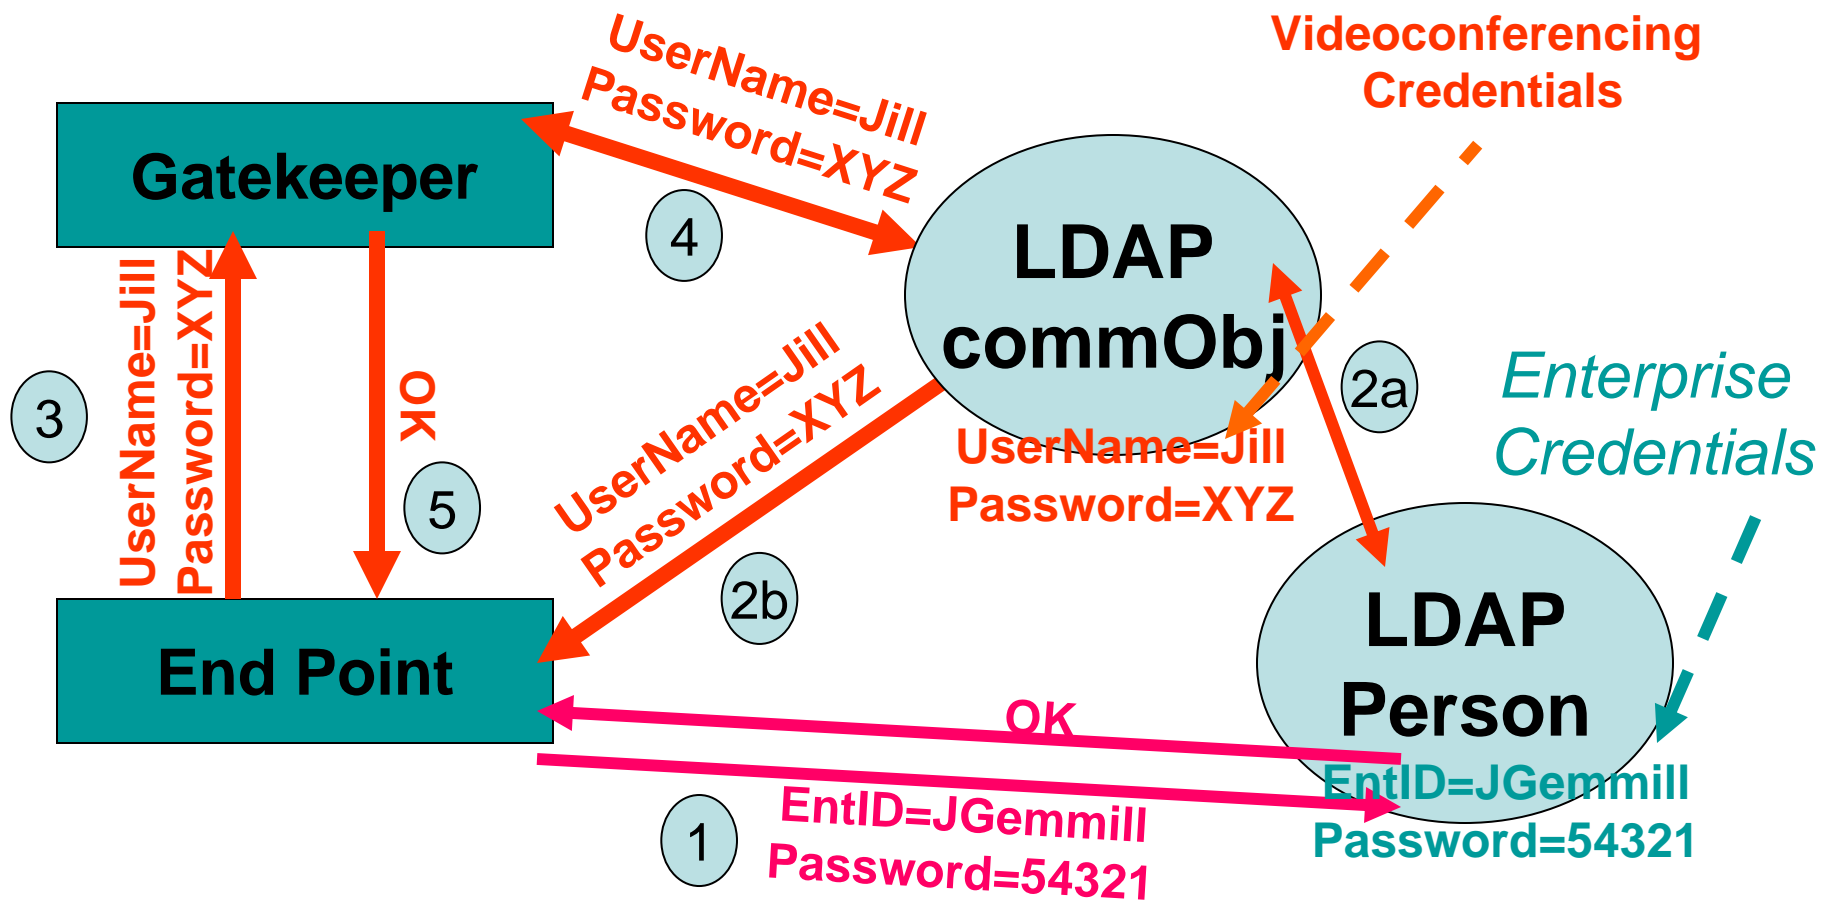 Videoconferencing
Credentials
UserName=Jill
Password=XYZ
Gatekeeper
4
LDAP
commObj
UserName=Jill
Password=XYZ
2a
Enterprise
Credentials
3
UserName=Jill
Password=XYZ
OK
5
UserName=Jill
Password=XYZ
2b
End Point
LDAP
Person
EntID=JGemmill
Password=54321
OK
1
EntID=JGemmill
Password=54321